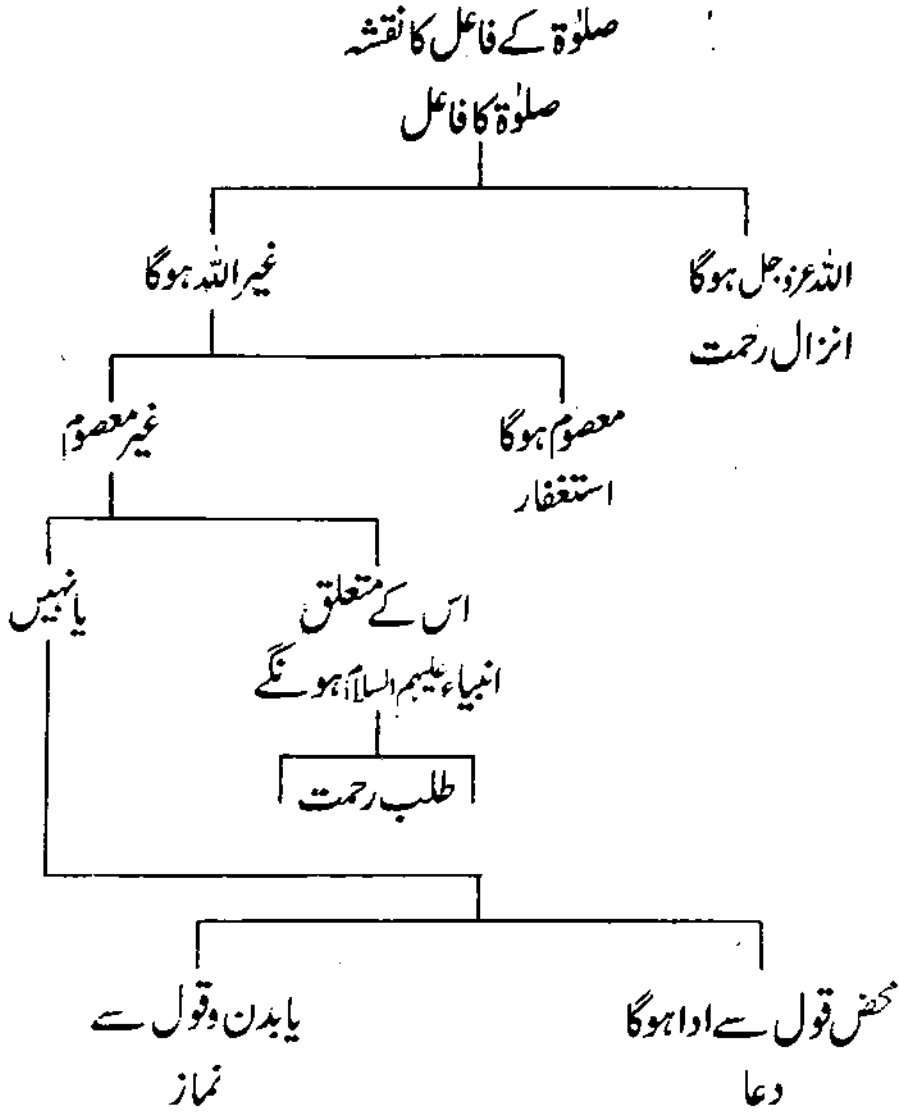 صلوٰۃ کے فاعل کا نقشہ
صلوٰۃ کا فاعل
اللہ عزوجل ہوگا
انزال رحمت
غیر اللہ ہوگا
معصوم ہوگا
استغفار
غیر معصوم
اس کے متعلق
انبیاء علیہم السلام ہونگے
طلب رحمت
یا نہیں
محض قول سے ادا ہوگا
دعا
یا بدن و قول سے
نماز